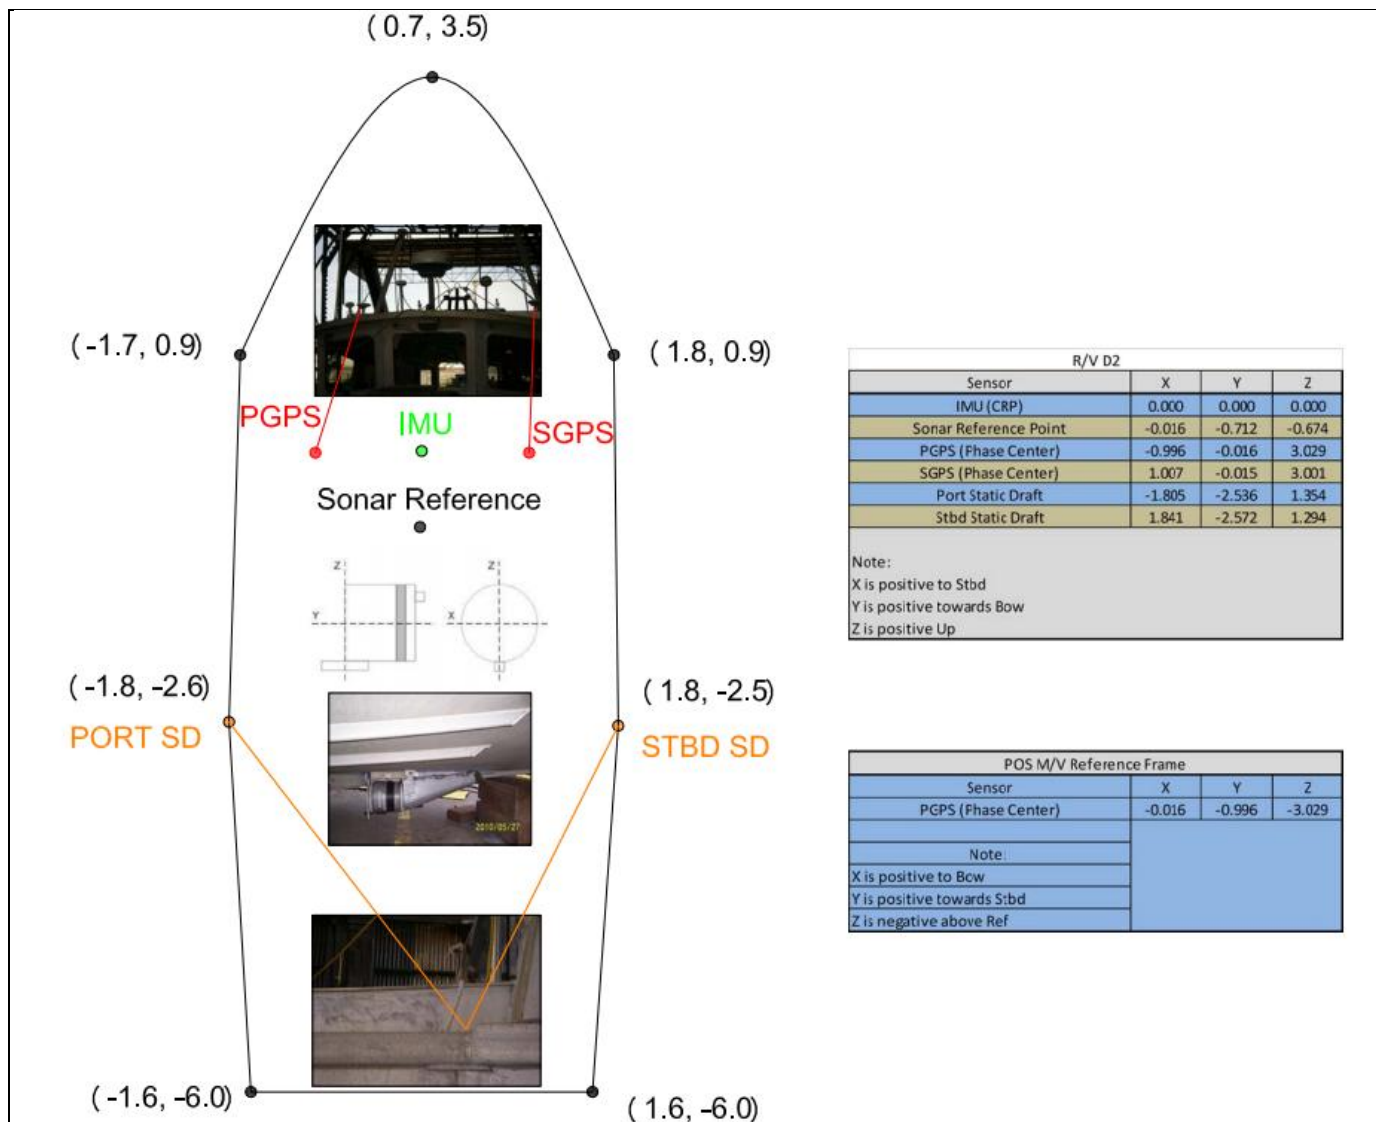 ( 0.7, 3.5)
(-1.7, 0.9)
( 1.8, 0.9)
PGPS
IMU
SGPS
Sonar Reference
Z
Z
Y
X
(-1.8, -2.6)
PORT SD
( 1.8, -2.5)
STBD SD
2010/05/27
(-1.6, -6.0)
( 1.6, -6.0)
R/V D2
Sensor X Y Z
IMU (CRP) 0.000 0.000 0.000
Sonar Reference Point -0.016 -0.712 -0.674
PGPS (Phase Center) -0.996 -0.016 3.029
SGPS (Phase Center) 1.007 -0.015 3.001
Port Static Draft -1.805 -2.536 1.354
Stbd Static Draft 1.841 -2.572 1.294
Note:
X is positive to Stbd
Y is positive towards Bow
Z is positive Up
POS M/V Reference Frame
Sensor X Y Z
PGPS (Phase Center) -0.016 -0.996 -3.029
Note:
X is positive to Bow
Y is positive towards Stbd
Z is negative above Ref